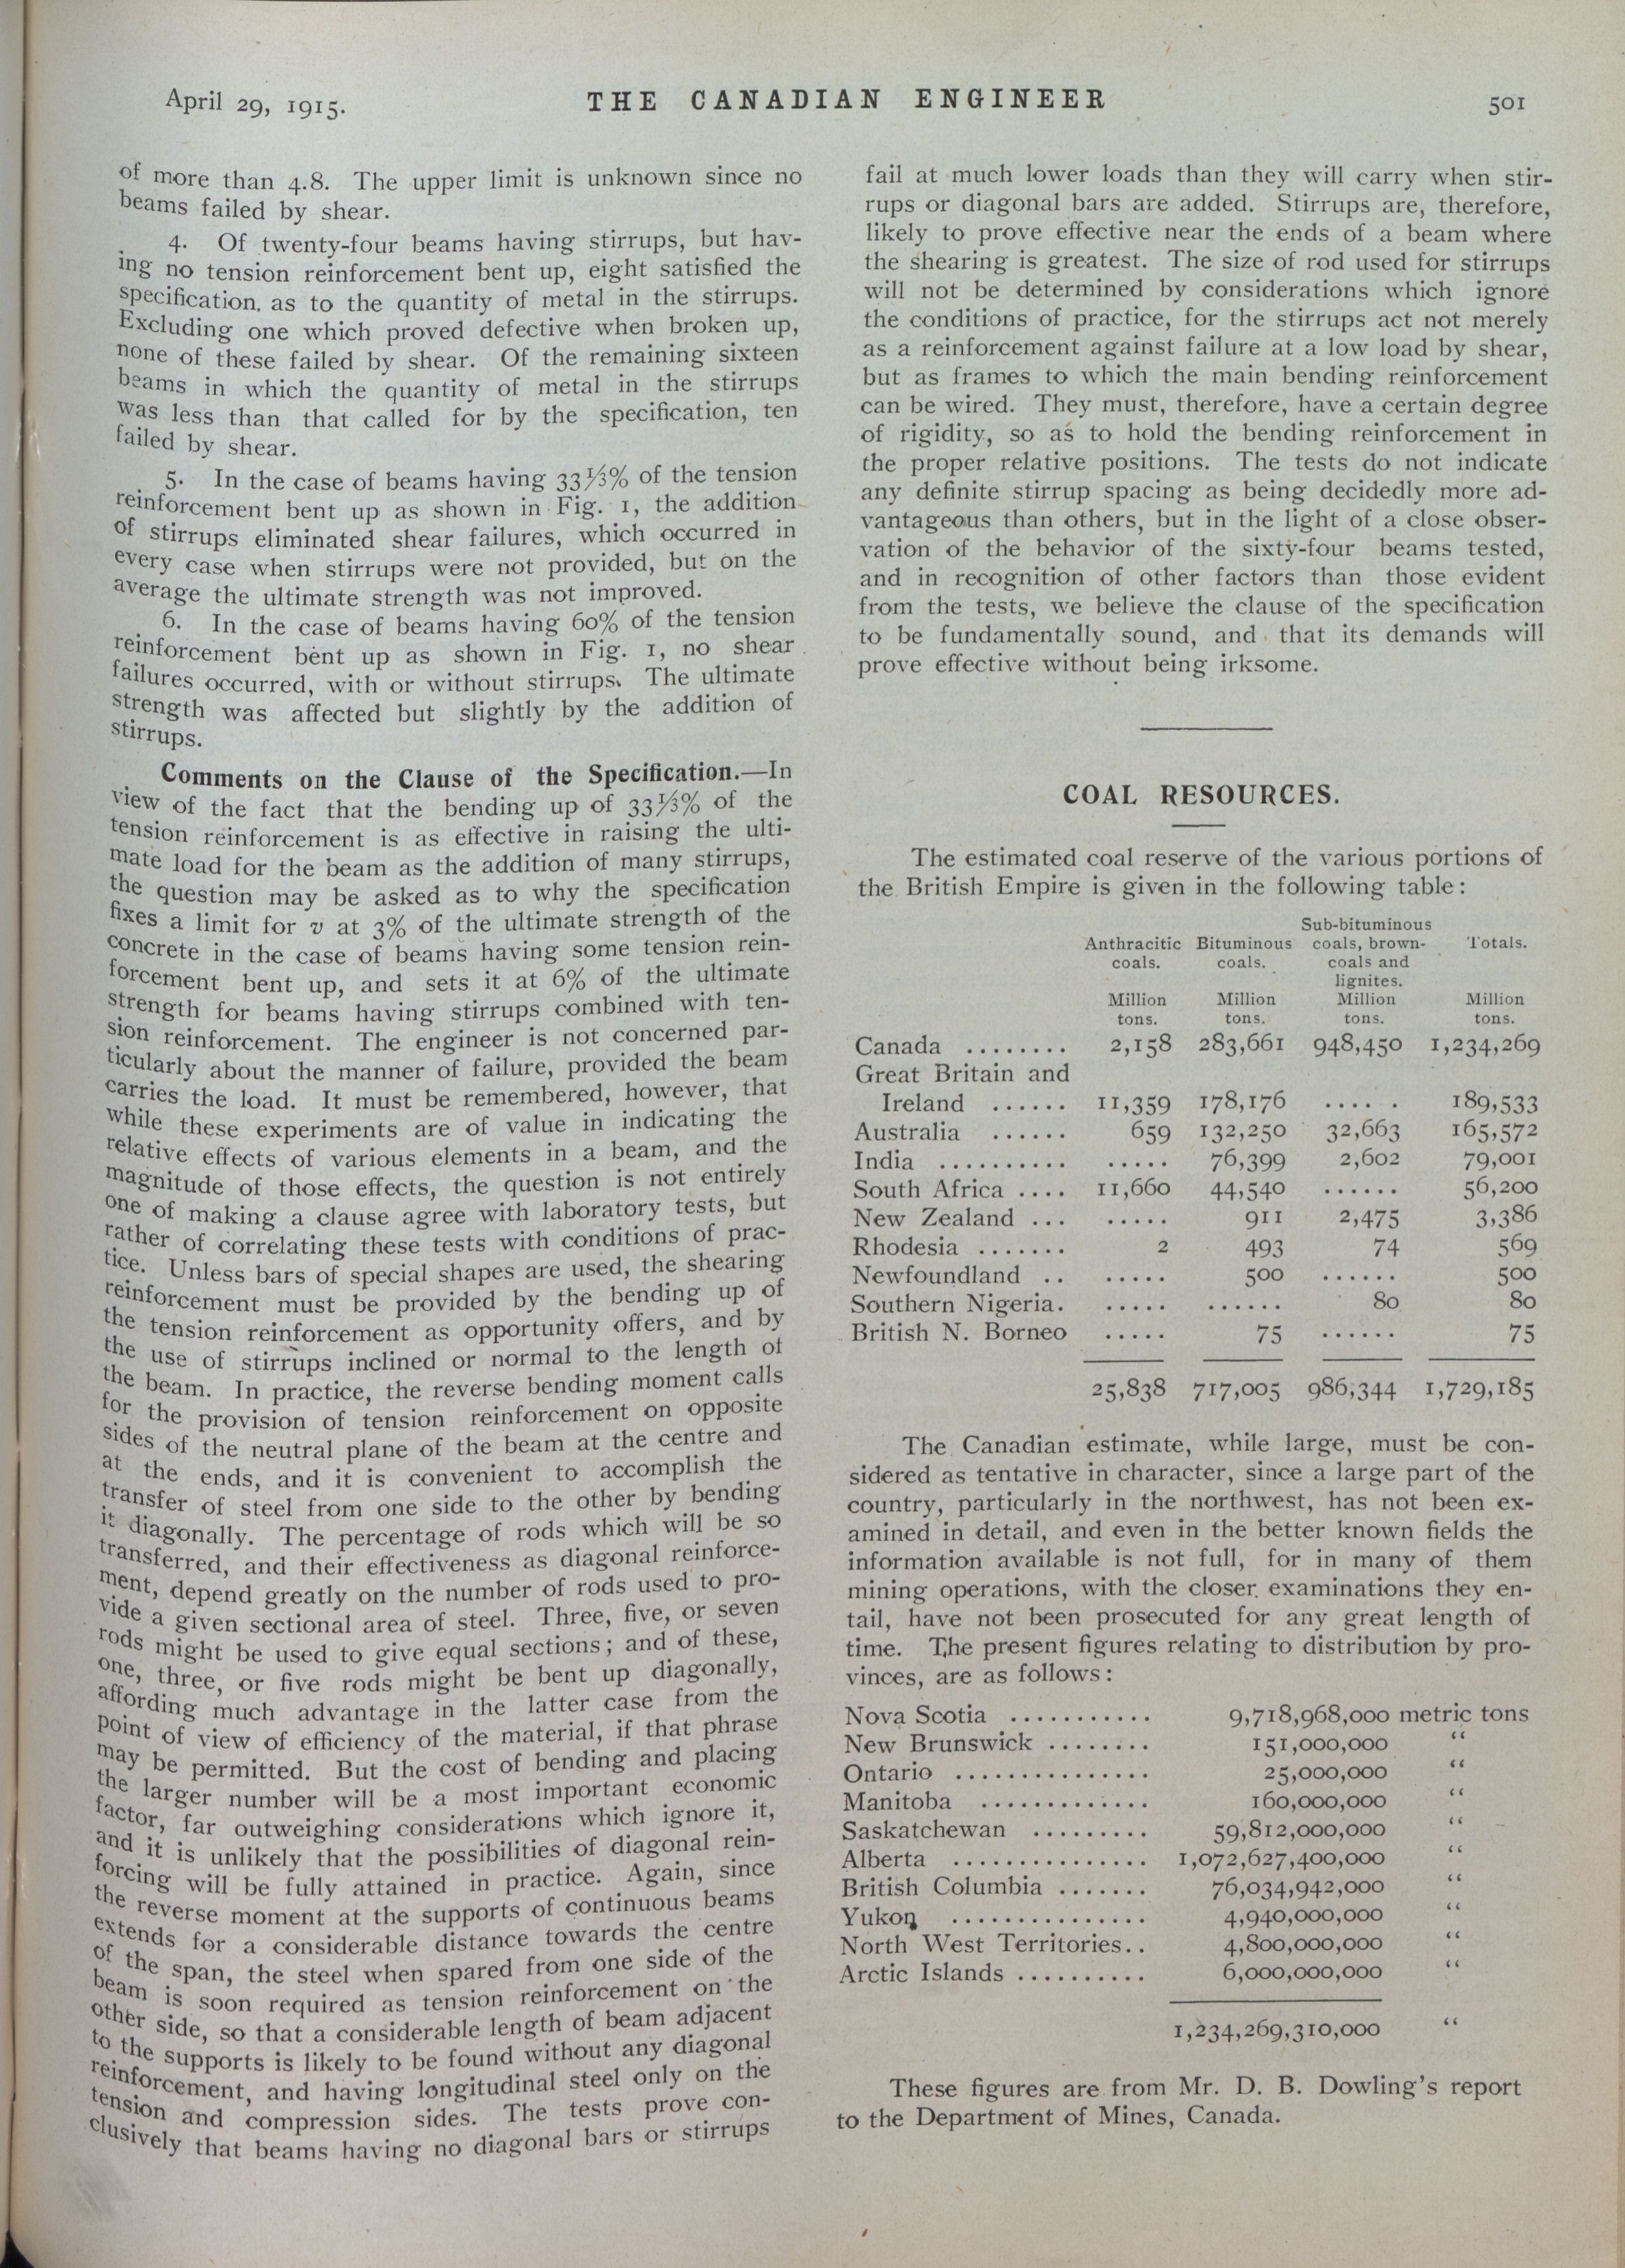 April 29, 1915.
THE CANADIAN ENGINEER
501
of more than 4.8. The upper limit is unknown since no
beams failed by shear.
4. Of twenty-four beams having stirrups, but hav-
ing no tension reinforcement bent up, eight satisfied the
specification, as to the quantity of metal in the stirrups.
Excluding one which proved defective when broken up,
none of these failed by shear. Of the remaining sixteen
beams in which the quantity of metal in the stirrups
was less than that called for by the specification, ten
failed by shear.
5. In the case of beams having 33⅓% of the tension
reinforcement bent up as shown in Fig. 1, the addition
of stirrups eliminated shear failures, which occurred in
every case when stirrups were not provided, but on the
average the ultimate strength was not improved.
6. In the case of beams having 60% of the tension
reinforcement bent up as shown in Fig. 1, no shear
failures occurred, with or without stirrups. The ultimate
strength was affected but slightly by the addition of
stirrups.
Comments on the Clause of the Specification.—In
view of the fact that the bending up of 33⅓% of the
tension reinforcement is as effective in raising the ulti-
mate load for the beam as the addition of many stirrups,
the question may be asked as to why the specification
fixes a limit for v at 3% of the ultimate strength of the
concrete in the case of beams having some tension rein-
forcement bent up, and sets it at 6% of the ultimate
strength for beams having stirrups combined with ten-
sion reinforcement. The engineer is not concerned par-
ticularly about the manner of failure, provided the beam
carries the load. It must be remembered, however, that
while these experiments are of value in indicating the
relative effects of various elements in a beam, and the
magnitude of those effects, the question is not entirely
one of making a clause agree with laboratory tests, but
rather of correlating these tests with conditions of prac-
tice. Unless bars of special shapes are used, the shearing
reinforcement must be provided by the bending up of
the tension reinforcement as opportunity offers, and by
the use of stirrups inclined or normal to the length of
the beam. In practice, the reverse bending moment calls
for the provision of tension reinforcement on opposite
sides of the neutral plane of the beam at the centre and
at the ends, and it is convenient to accomplish the
transfer of steel from one side to the other by bending
it diagonally. The percentage of rods which will be so
transferred, and their effectiveness as diagonal reinforce-
ment, depend greatly on the number of rods used to pro-
vide a given sectional area of steel. Three, five, or seven
rods might be used to give equal sections; and of these,
one, three, or five rods might be bent up diagonally,
affording much advantage in the latter case from the
point of view of efficiency of the material, if that phrase
may be permitted. But the cost of bending and placing
the larger number will be a most important economic
factor, far outweighing considerations which ignore it,
and it is unlikely that the possibilities of diagonal rein-
forcing will be fully attained in practice. Again, since
the reverse moment at the supports of continuous beams
extends for a considerable distance towards the centre
of the span, the steel when spared from one side of the
beam is soon required as tension reinforcement on the
other side, so that a considerable length of beam adjacent
to the supports is likely to be found without any diagonal
reinforcement, and having longitudinal steel only on the
tension and compression sides. The tests prove con-
clusively that beams having no diagonal bars or stirrups
fail at much lower loads than they will carry when stir-
rups or diagonal bars are added. Stirrups are, therefore,
likely to prove effective near the ends of a beam where
the shearing is greatest. The size of rod used for stirrups
will not be determined by considerations which ignore
the conditions of practice, for the stirrups act not merely
as a reinforcement against failure at a low load by shear,
but as frames to which the main bending reinforcement
can be wired. They must, therefore, have a certain degree
of rigidity, so as to hold the bending reinforcement in
the proper relative positions. The tests do not indicate
any definite stirrup spacing as being decidedly more ad-
vantageous than others, but in the light of a close obser-
vation of the behavior of the sixty-four beams tested,
and in recognition of other factors than those evident
from the tests, we believe the clause of the specification
to be fundamentally sound, and that its demands will
prove effective without being irksome.
COAL RESOURCES.
The estimated coal reserve of the various portions of
the British Empire is given in the following table:
Sub-bituminous
Anthracitic Bituminous coals, brown- Totals.
coals. coals. coals and
lignites.
Million Million Million Million
tons. tons. tons. tons.
Canada ........ 2,158 283,661 948,450 1,234,269
Great Britain and
Ireland ...... 11,359 178,176 ..... . 189,533
Australia ...... 659 132,250 32,663 165,572
India .......... ..... 76,399 2,602 79,001
South Africa .... 11,660 44,540 ...... 56,200
New Zealand ... ..... 911 2,475 3,386
Rhodesia ....... 2 493 74 569
Newfoundland .. ..... 500 ...... 500
Southern Nigeria. ..... ...... 80 80
British N. Borneo ..... 75 ...... 75
25,838 717,005 986,344 1,729,185
The Canadian estimate, while large, must be con-
sidered as tentative in character, since a large part of the
country, particularly in the northwest, has not been ex-
amined in detail, and even in the better known fields the
information available is not full, for in many of them
mining operations, with the closer examinations they en-
tail, have not been prosecuted for any great length of
time. The present figures relating to distribution by pro-
vinces, are as follows:
Nova Scotia ........... 9,718,968,000 metric tons
New Brunswick ........ 151,000,000 “
Ontario ............... 25,000,000 “
Manitoba ............. 160,000,000 “
Saskatchewan ......... 59,812,000,000 “
Alberta ............... 1,072,627,400,000 “
British Columbia ....... 76,034,942,000 “
Yukon ............... 4,940,000,000 “
North West Territories.. 4,800,000,000 “
Arctic Islands .......... 6,000,000,000 “
1,234,269,310,000 “
These figures are from Mr. D. B. Dowling's report
to the Department of Mines, Canada.